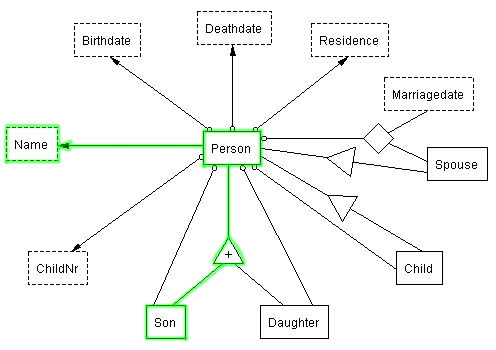 Deathdate
Birthdate
Residence
Marriagedate
Name
Person
Spouse
ChildNr
+
Child
Son
Daughter